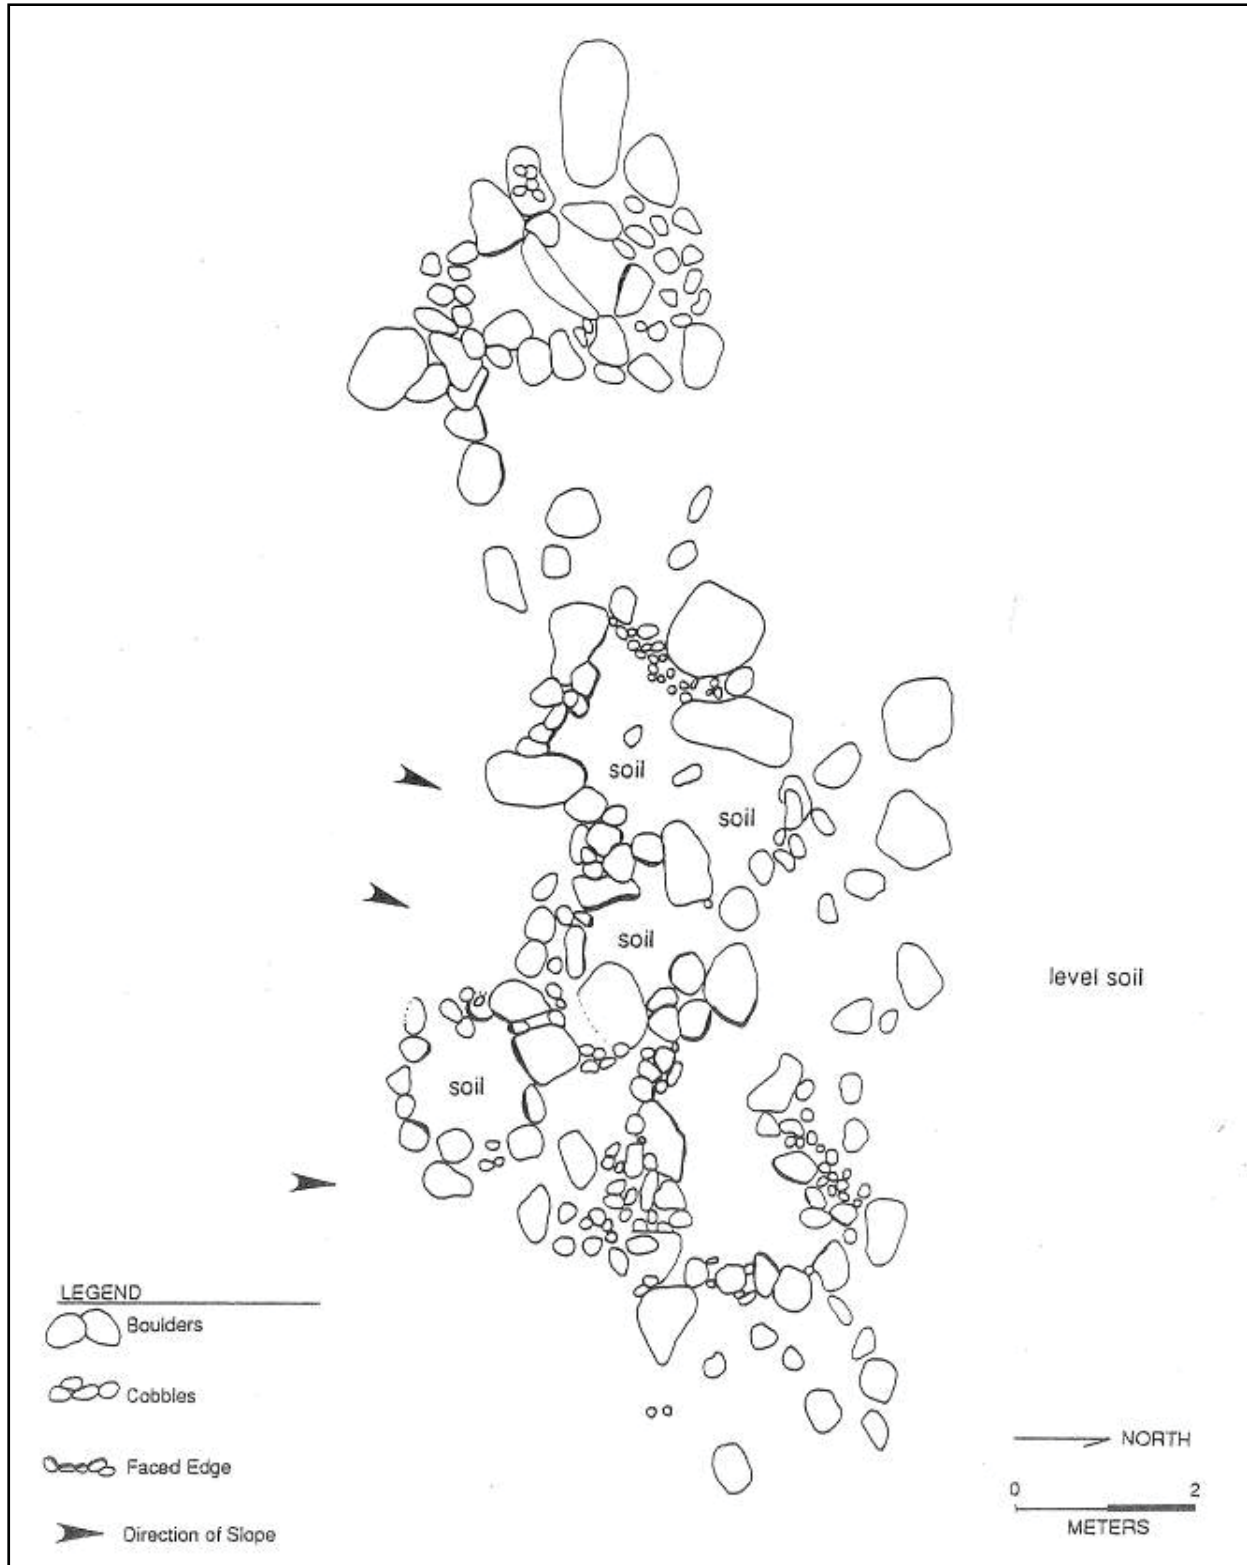 soil
soil
soil
level soil
soil
LEGEND
Boulders
Cobbles
Faced Edge
Direction of Slope
NORTH
0 2
METERS